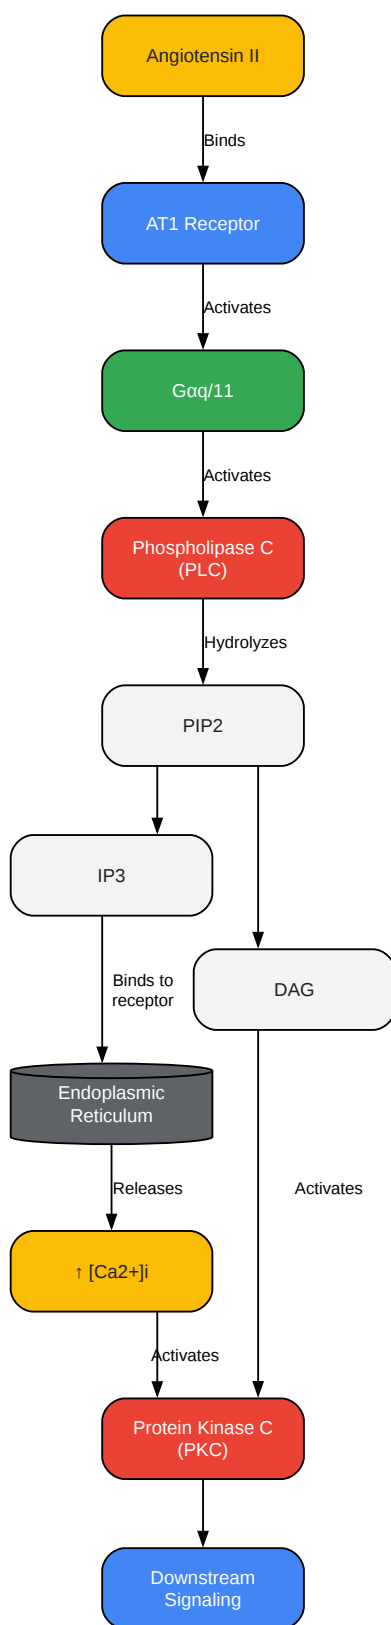 Angiotensin II
Binds
AT1 Receptor
Activates
Gαq/11
Activates
Phospholipase C
(PLC)
Hydrolyzes
PIP2
IP3
Binds to
receptor
DAG
Endoplasmic
Reticulum
Releases
Activates
↑ [Ca2+]i
Activates
Protein Kinase C
(PKC)
Downstream
Signaling